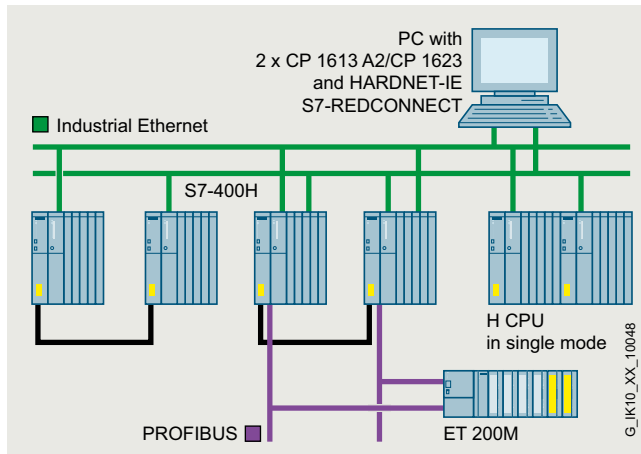 PC with
2 x CP 1613 A2/CP 1623
and HARDNET-IE
S7-REDCONNECT
Industrial Ethernet
S7-400H
H CPU
in single mode
PROFIBUS
ET 200M
G_IK10_XX_10048